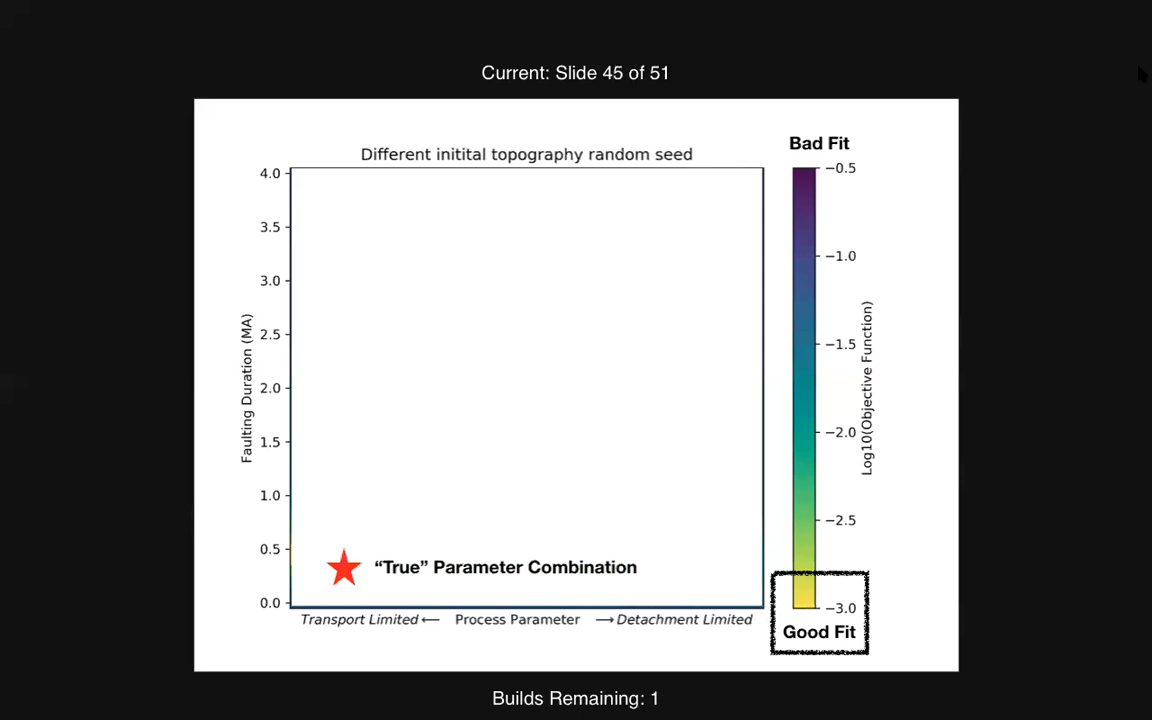 Current: Slide 45 of 51
Bad Fit
Different initital topography random seed
4.0
3.5
3.0
2.5
2.0
1.5
1.0
0.5
0.0
Faulting Duration (MA)
“True” Parameter Combination
Transport Limited ← Process Parameter → Detachment Limited
−0.5
−1.0
−1.5
−2.0
−2.5
−3.0
Log10(Objective Function)
Good Fit
Builds Remaining: 1